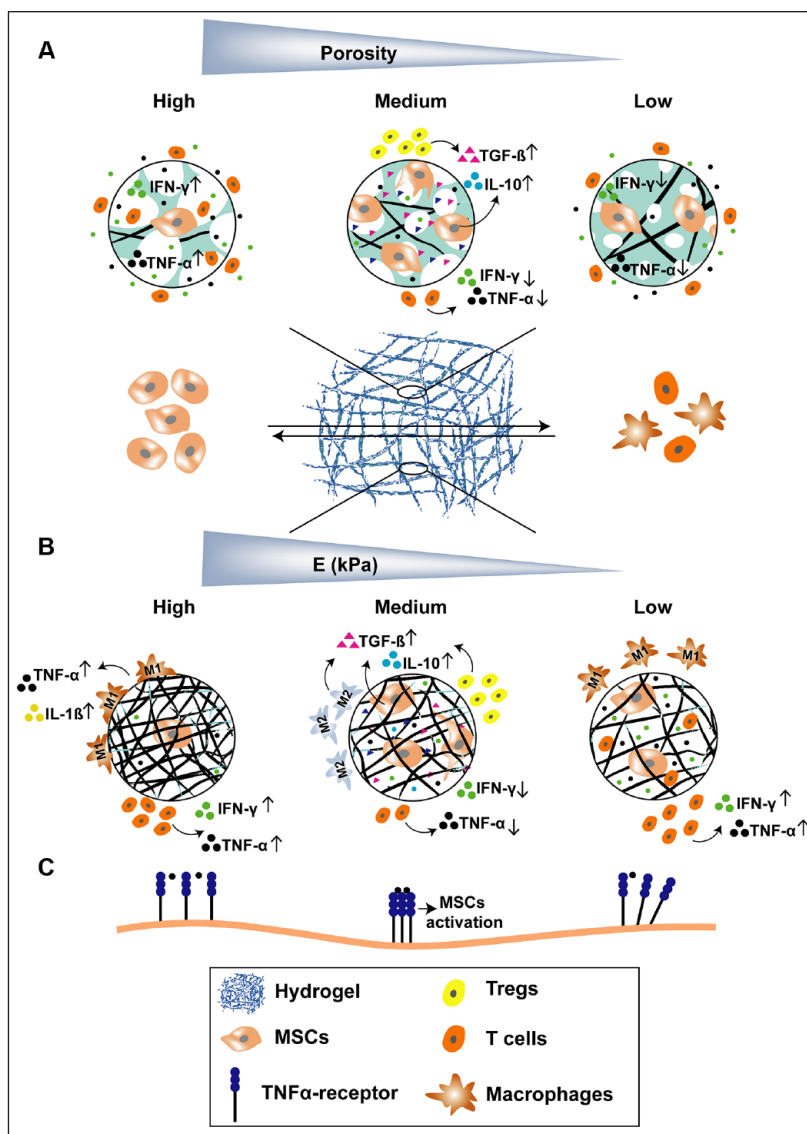 A
Porosity
High
Medium
Low
TGF-ß↑
IFN-γ↑
IL-10↑
IFN-γ↓
TNF-α↑
IFN-γ↓
TNF-α↓
TNF-α↓
B
E (kPa)
High
Medium
Low
TGF-ß↑
M1
M1
M1
IL-10↑
TNF-α↑
M1
M2
M1
M2
IL-1ß↑
M1
M2
IFN-γ↓
IFN-γ↑
IFN-γ↑
TNF-α↑
TNF-α↓
TNF-α↑
C
MSCs
activation
Hydrogel
Tregs
MSCs
T cells
TNFα-receptor
Macrophages